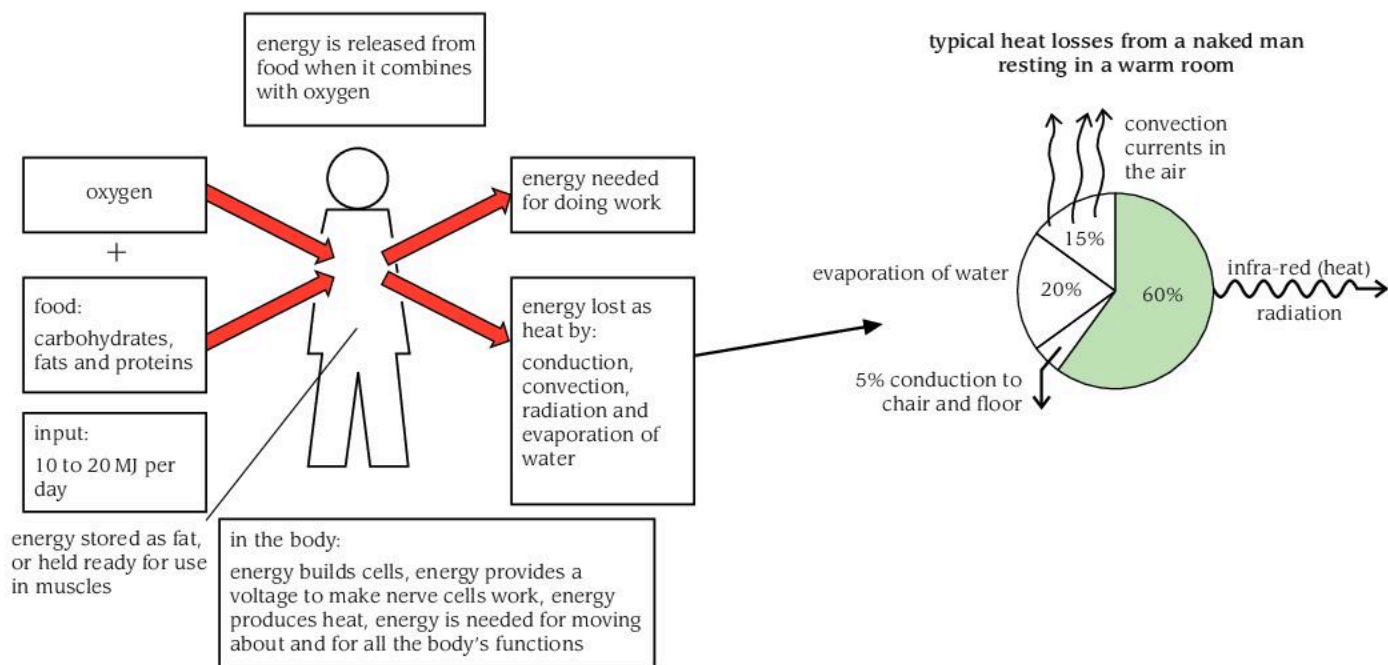 energy is released from
food when it combines
with oxygen
oxygen
+
food:
carbohydrates,
fats and proteins
input:
10 to 20 MJ per
day
energy stored as fat,
or held ready for use
in muscles
energy needed
for doing work
energy lost as
heat by:
conduction,
convection,
radiation and
evaporation of
water
in the body:
energy builds cells, energy provides a
voltage to make nerve cells work, energy
produces heat, energy is needed for moving
about and for all the body's functions
typical heat losses from a naked man
resting in a warm room
convection
currents in
the air
15%
evaporation of water
20%
60%
infra-red (heat)
radiation
5% conduction to
chair and floor